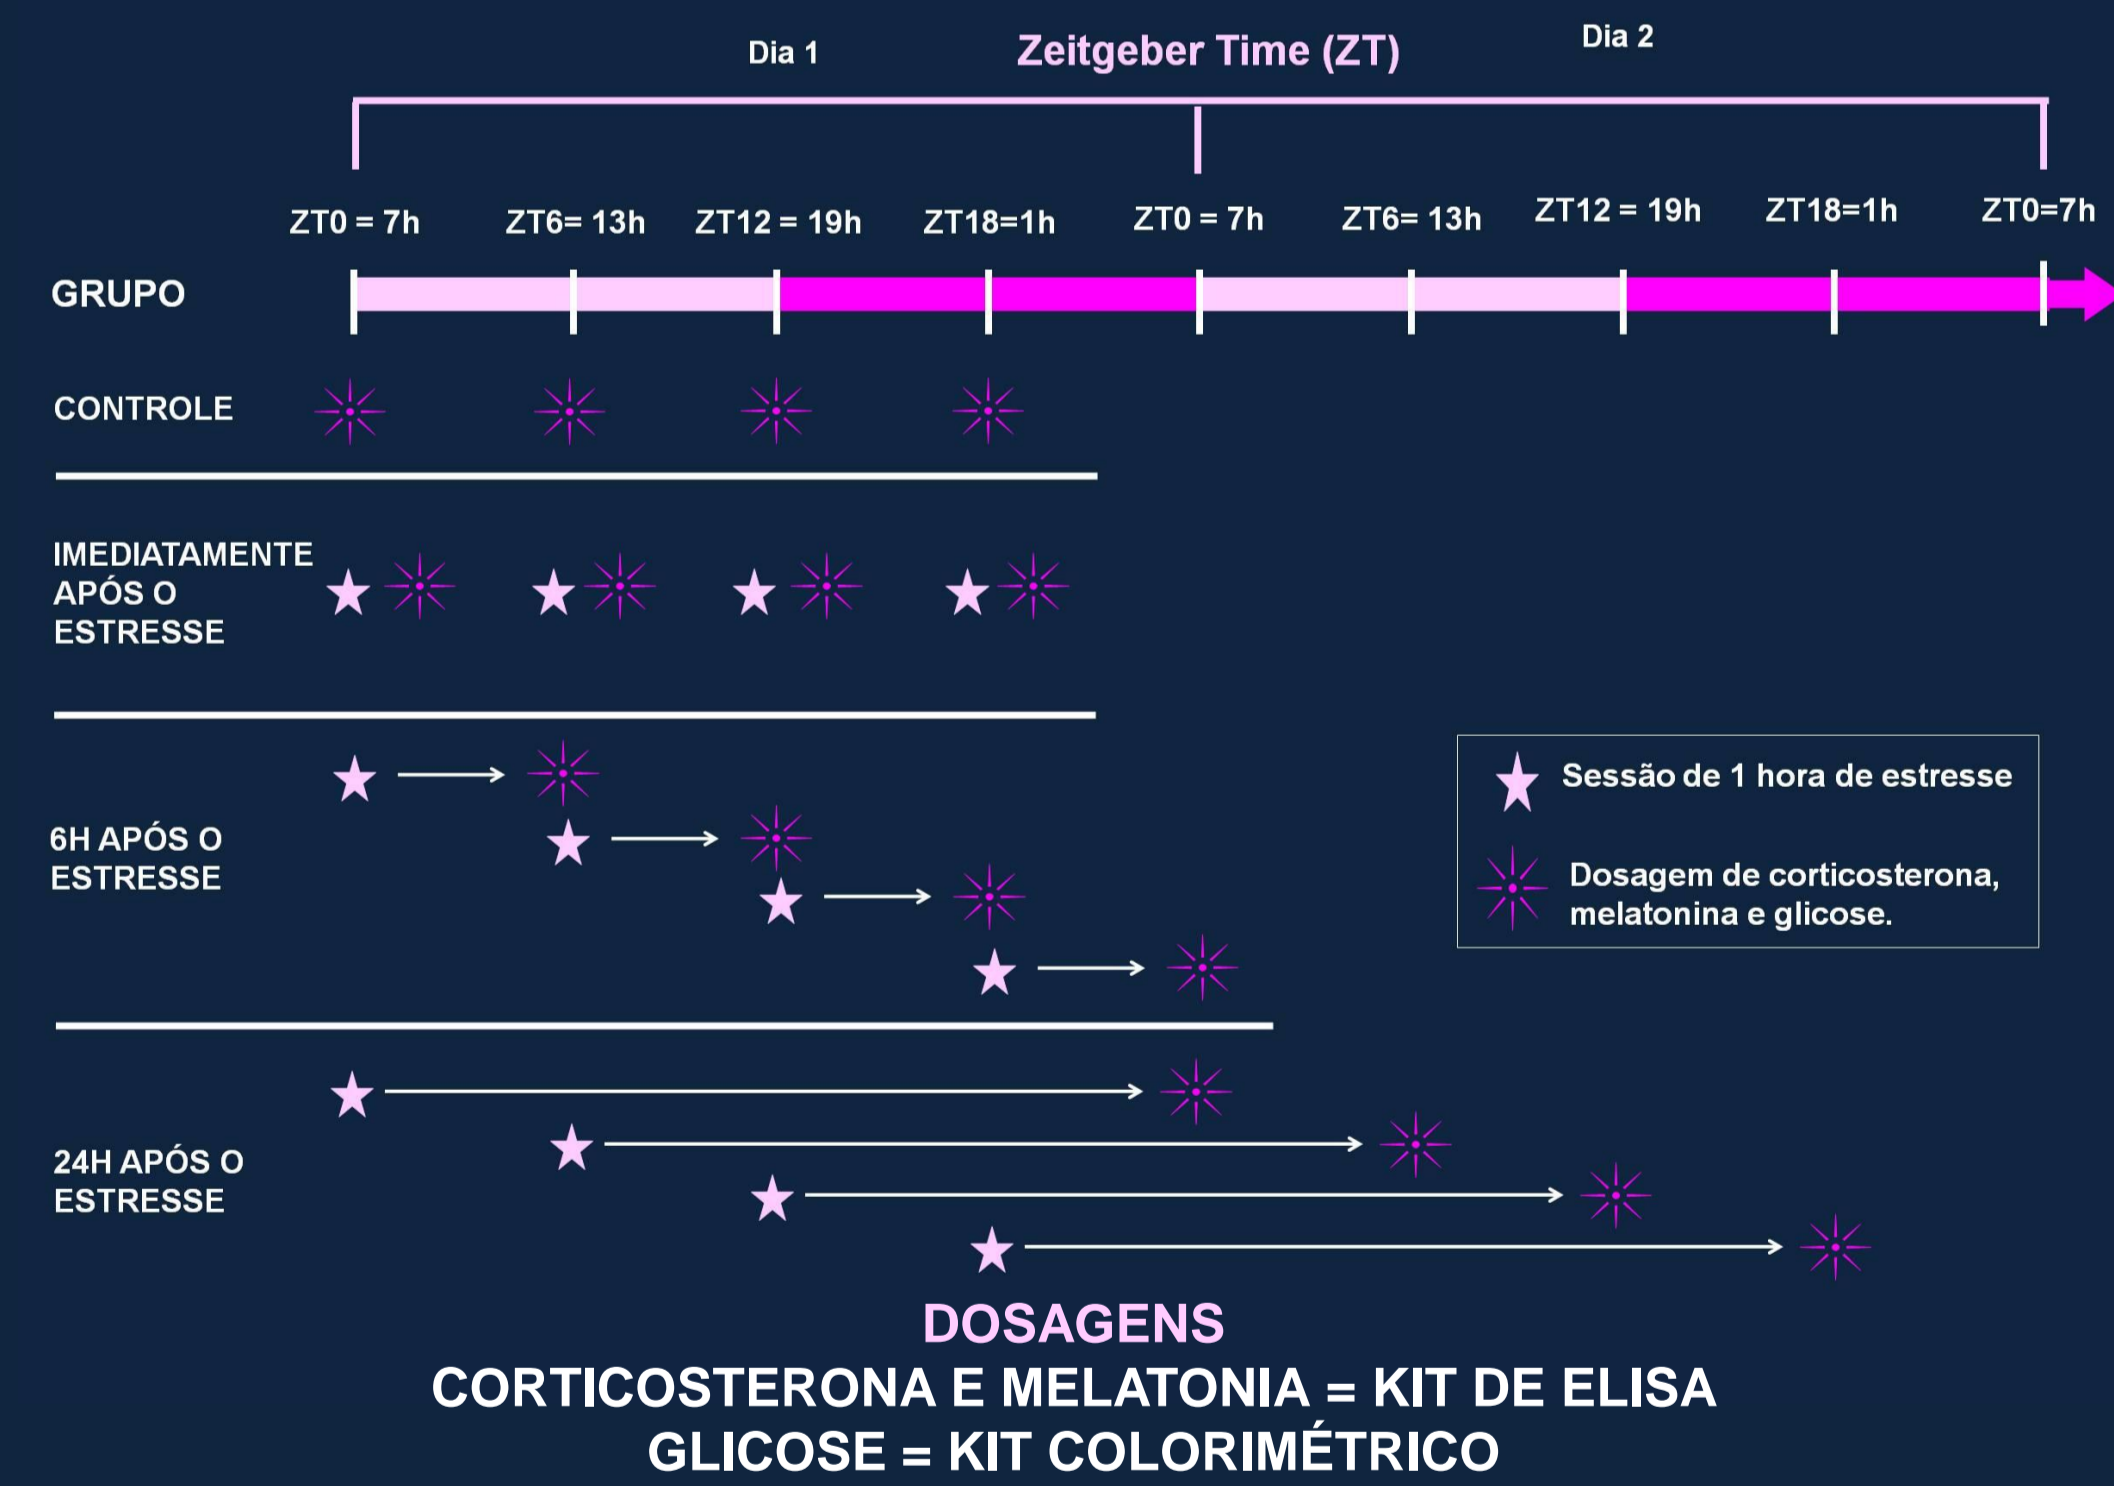 Dia 1
Zeitgeber Time (ZT)
Dia 2
ZT0 = 7h
ZT6= 13h
ZT12 = 19h
ZT18=1h
ZT0 = 7h
ZT6= 13h
ZT12 = 19h
ZT18=1h
ZT0=7h
GRUPO
CONTROLE
IMEDIATAMENTE
APÓS O
ESTRESSE
6H APÓS O
ESTRESSE
Sessão de 1 hora de estresse
Dosagem de corticosterona,
melatonina e glicose.
24H APÓS O
ESTRESSE
DOSAGENS
CORTICOSTERONA E MELATONIA = KIT DE ELISA
GLICOSE = KIT COLORIMÉTRICO